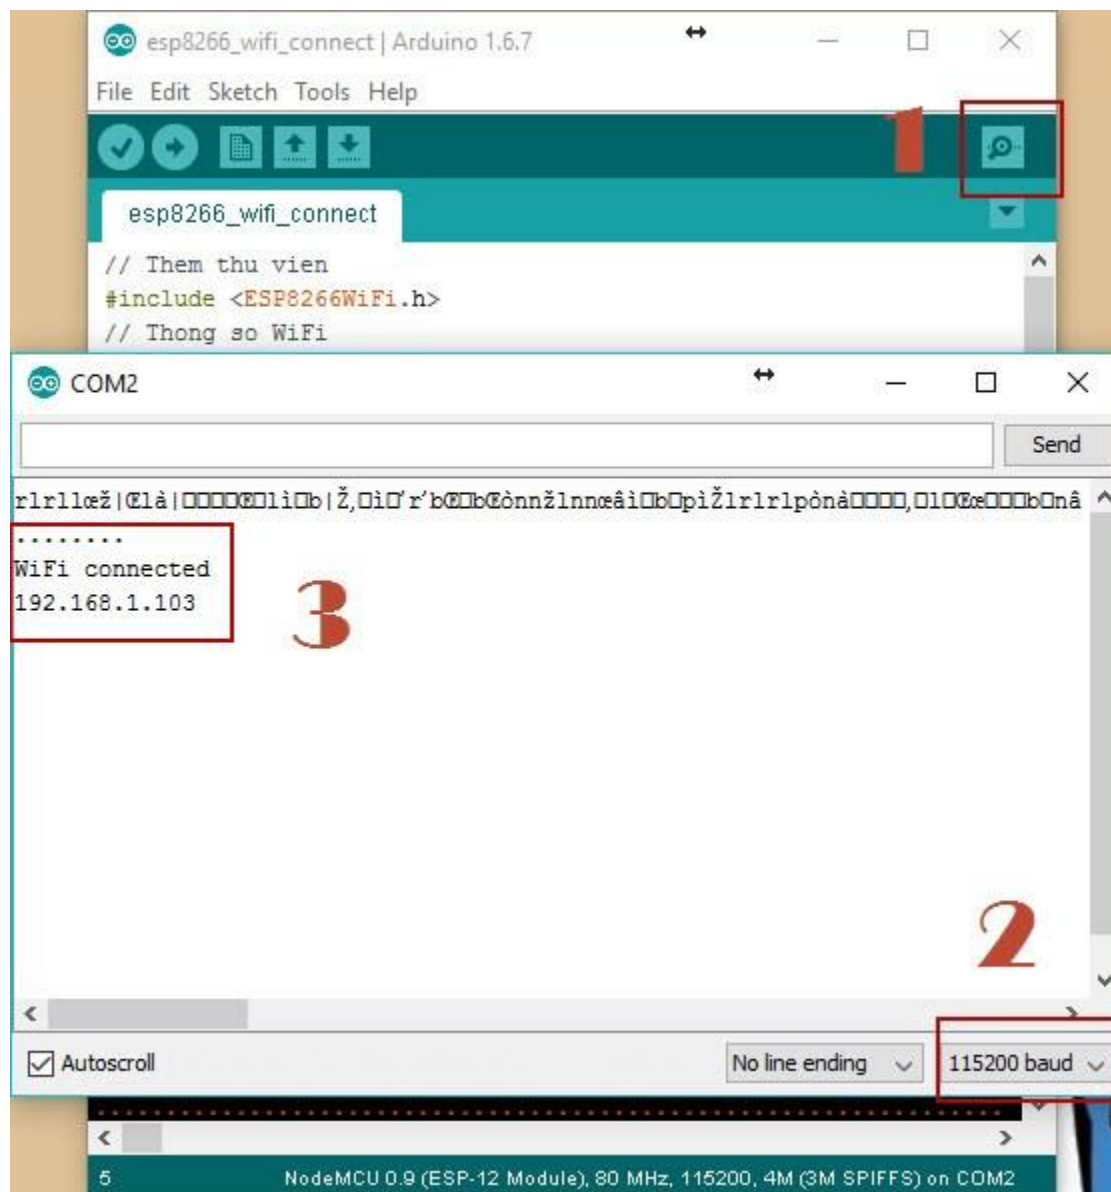 esp8266_wifi_connect | Arduino 1.6.7
File Edit Sketch Tools Help
1
esp8266_wifi_connect
// Them thu vien
#include <ESP8266WiFi.h>
// Thong so WiFi
COM2
Send
........
WiFi connected
192.168.1.103
3
2
Autoscroll
No line ending
115200 baud
5
NodeMCU 0.9 (ESP-12 Module), 80 MHz, 115200, 4M (3M SPIFFS) on COM2